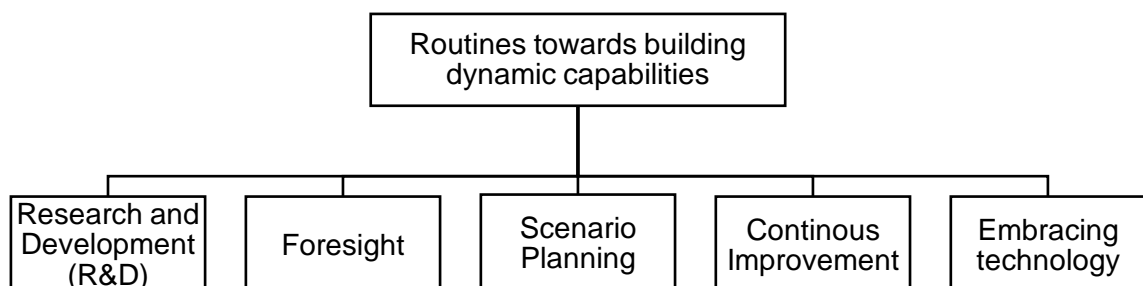 Routines towards building
dynamic capabilities
Research and
Development
(R&D)
Foresight
Scenario
Planning
Continous
Improvement
Embracing
technology